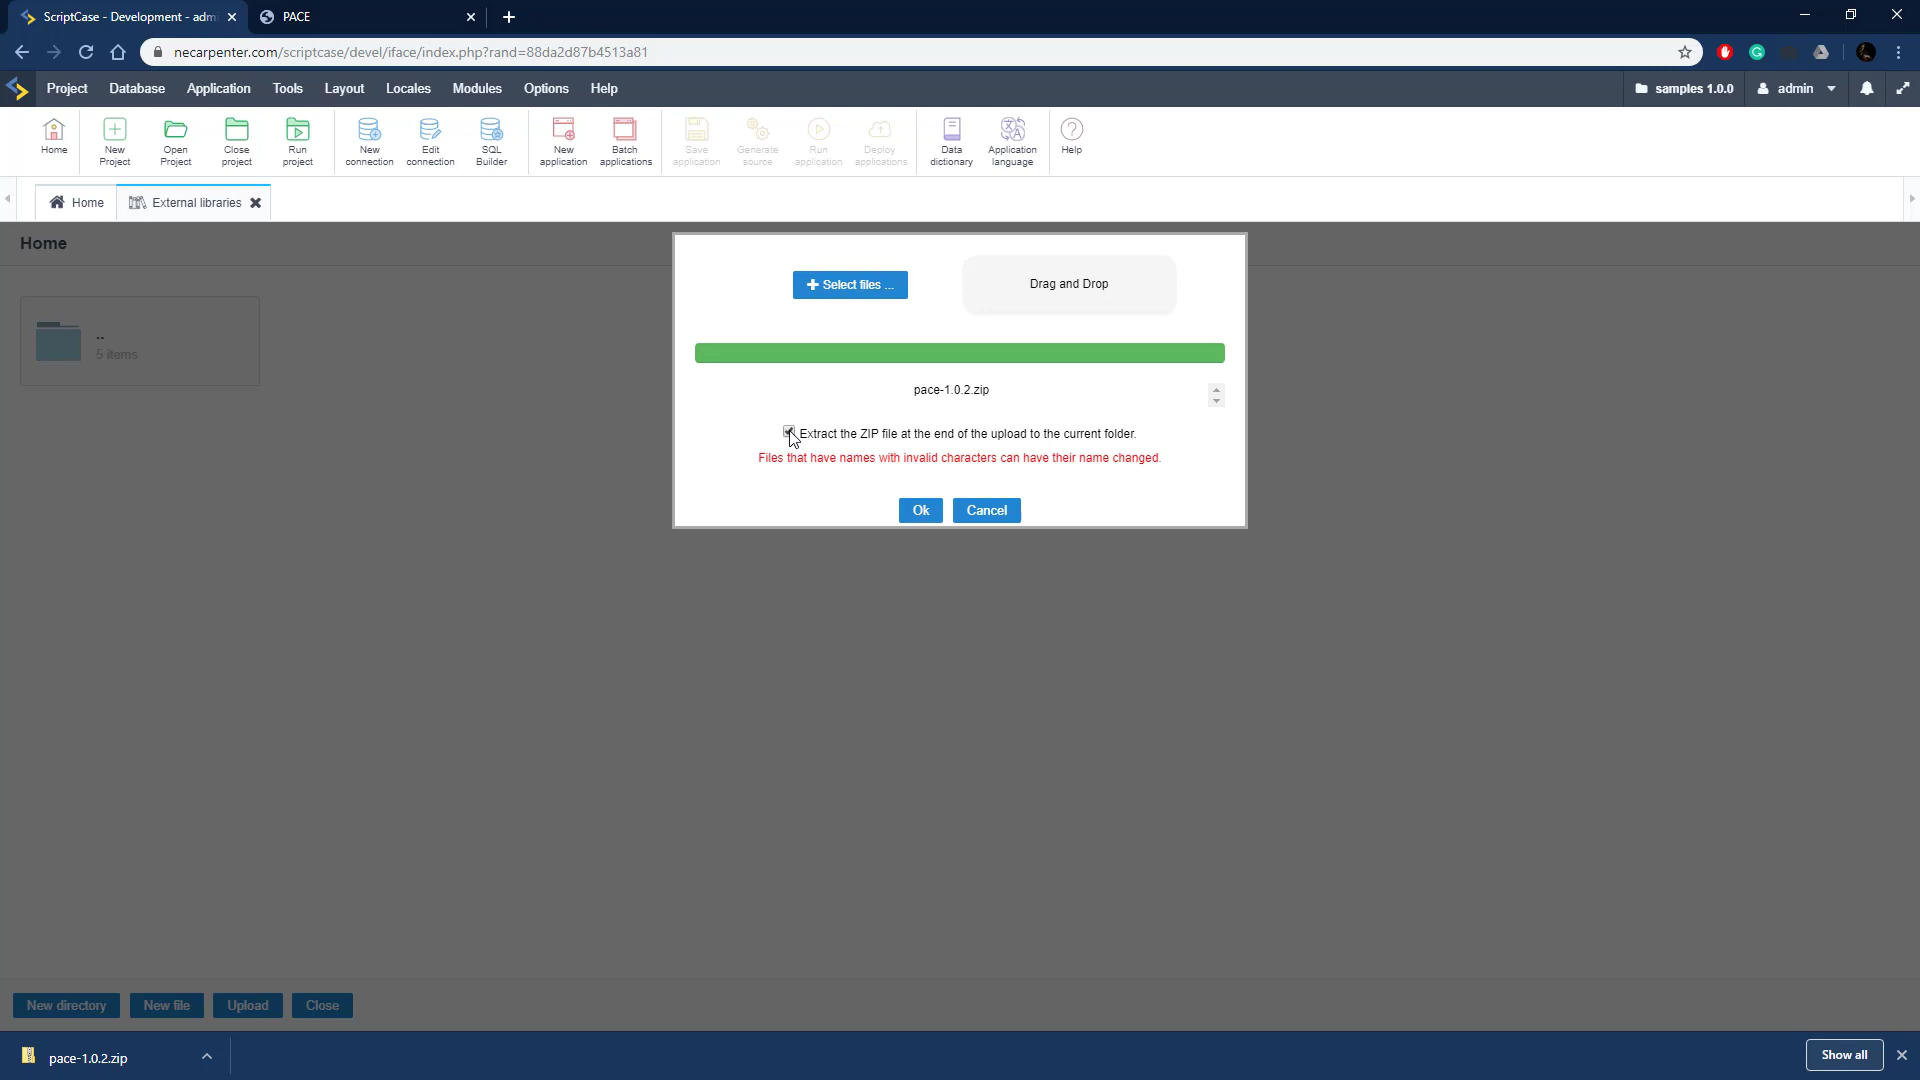 ScriptCase - Development - adm
PACE
necarpenter.com/scriptcase/devel/iface/index.php?rand=88da2d87b4513a81
Project Database Application Tools Layout Locales Modules Options Help
samples 1.0.0 admin
Home
New Project
Open Project
Close project
Run project
New connection
Edit connection
SQL Builder
New application
Batch applications
Save application
Generate source
Run application
Deploy applications
Data dictionary
Application language
Help
Home External libraries
Home
..
5 items
Select files ...
Drag and Drop
pace-1.0.2.zip
Extract the ZIP file at the end of the upload to the current folder.
Files that have names with invalid characters can have their name changed.
Ok Cancel
New directory New file Upload Close
pace-1.0.2.zip
Show all